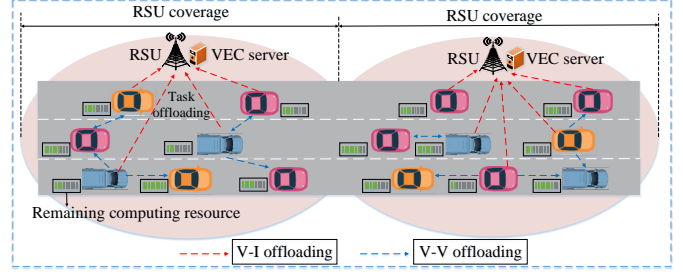 RSU coverage
RSU coverage
RSU
VEC server
RSU
VEC server
Task
offloading
Remaining computing resource
V-I offloading
V-V offloading